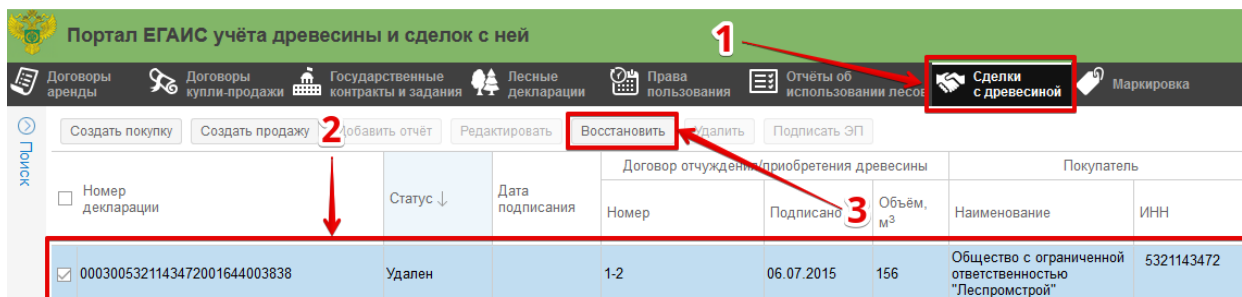 Портал ЕГАИС учёта древесины и сделок с ней
1
Договоры
аренды
Договоры
купли-продажи
Государственные
контракты и задания
Лесные
декларации
Права
пользования
Отчёты об
использовании лесов
Сделки
с древесиной
Маркировка
Поиск
Создать покупку
Создать продажу
2
Добавить отчёт
Редактировать
Восстановить
Удалить
Подписать ЭП
Договор отчуждения/приобретения древесины
Покупатель
Номер
декларации
Статус ↓
Дата
подписания
Номер
Подписано
3
Объём,
м3
Наименование
ИНН
0003005321143472001644003838
Удален
1-2
06.07.2015
156
Общество с ограниченной
ответственностью
"Леспромстрой"
5321143472